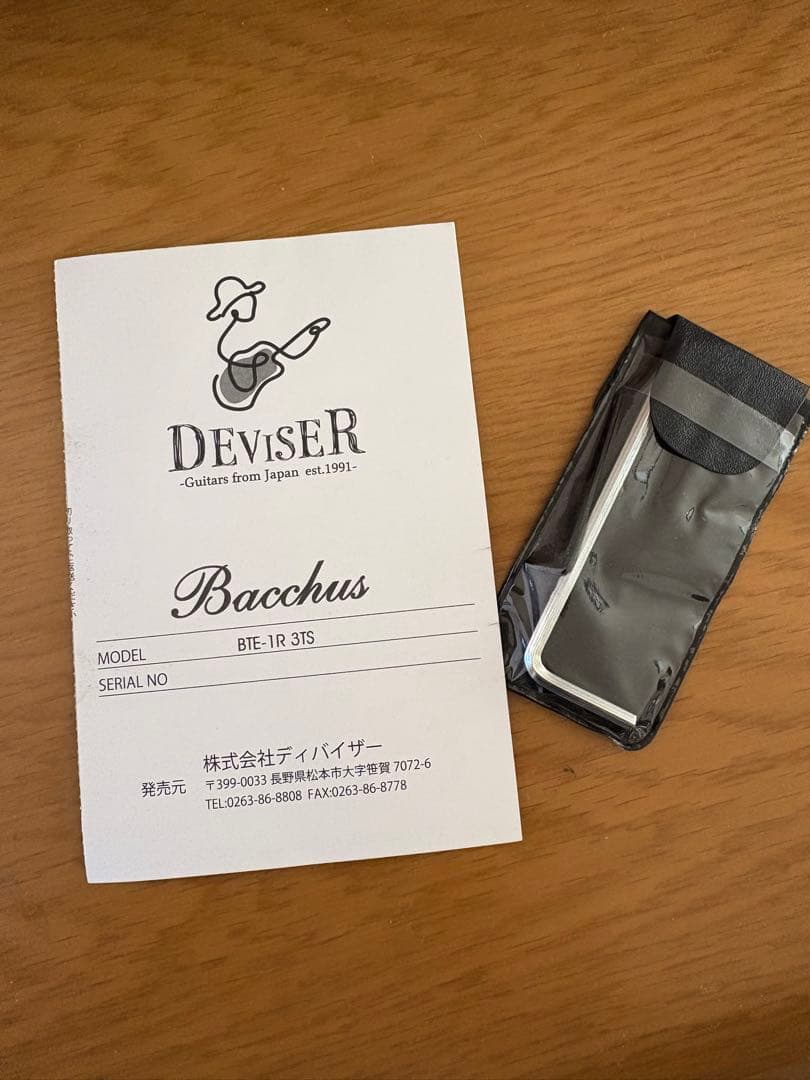 DEVISER
-Guitars from Japan est.1991-
Bacchus
MODEL BTE-1R 3TS
SERIAL NO
発売元
株式会社ディバイザー
〒399-0033 長野県松本市大字笹賀 7072-6
TEL:0263-86-8808 FAX:0263-86-8778